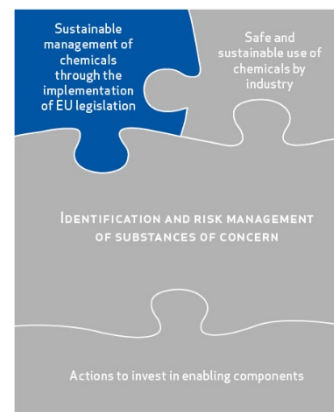 Sustainable
management of
chemicals
through the
implementation
of EU legislation
Safe and
sustainable use of
chemicals by
industry
IDENTIFICATION AND RISK MANAGEMENT
OF SUBSTANCES OF CONCERN
Actions to invest in enabling components